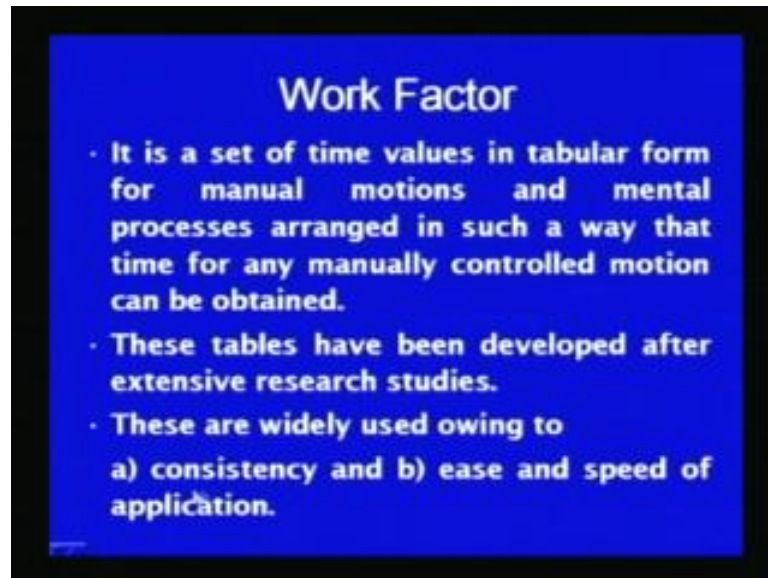 Work Factor
· It is a set of time values in tabular form
for manual motions and mental
processes arranged in such a way that
time for any manually controlled motion
can be obtained.
· These tables have been developed after
extensive research studies.
· These are widely used owing to
a) consistency and b) ease and speed of
application.